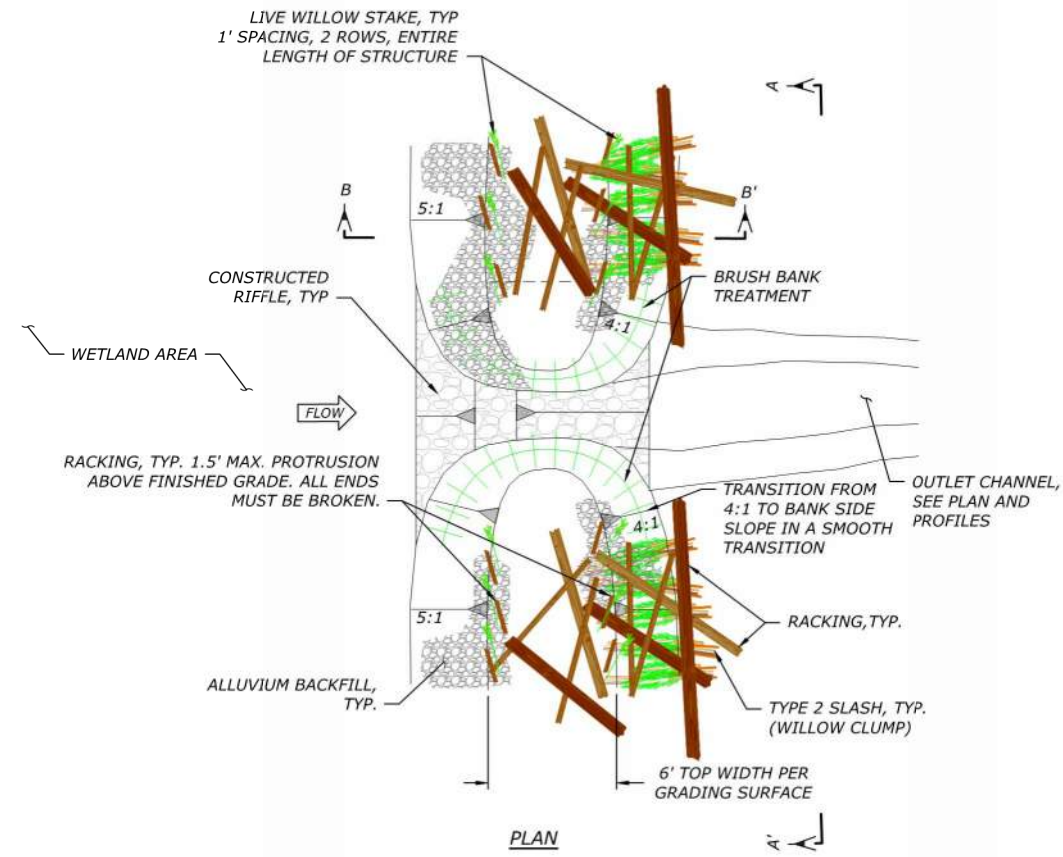 LIVE WILLOW STAKE, TYP
1' SPACING, 2 ROWS, ENTIRE
LENGTH OF STRUCTURE
A
B
B'
5:1
CONSTRUCTED
RIFFLE, TYP
BRUSH BANK
TREATMENT
4:1
WETLAND AREA
FLOW
RACKING, TYP. 1.5' MAX. PROTRUSION
ABOVE FINISHED GRADE. ALL ENDS
MUST BE BROKEN.
OUTLET CHANNEL,
SEE PLAN AND
PROFILES
TRANSITION FROM
4:1 TO BANK SIDE
SLOPE IN A SMOOTH
TRANSITION
4:1
5:1
RACKING,TYP.
ALLUVIUM BACKFILL,
TYP.
TYPE 2 SLASH, TYP.
(WILLOW CLUMP)
6' TOP WIDTH PER
GRADING SURFACE
PLAN
A'